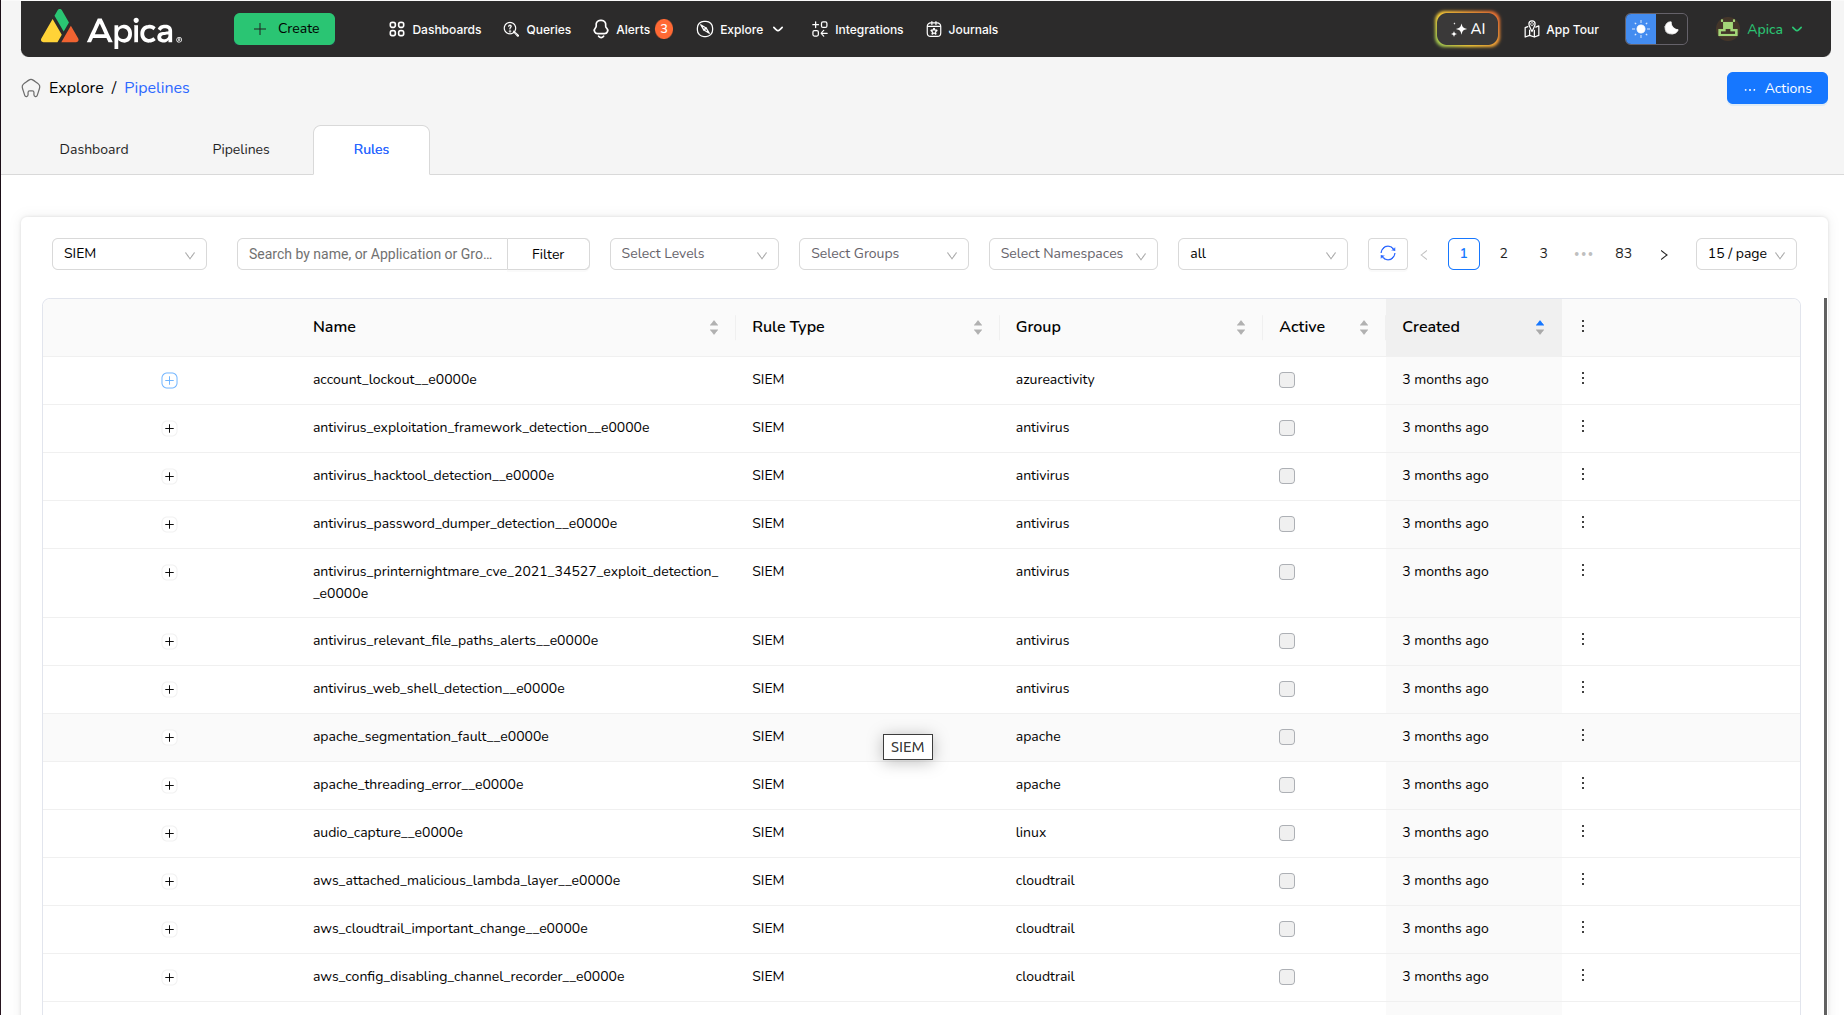 Apica
Create
Dashboards
Queries
Alerts 3
Explore
Integrations
Journals
AI
App Tour
Apica
Explore / Pipelines
··· Actions
Dashboard
Pipelines
Rules
SIEM
Search by name, or Application or Gro...
Filter
Select Levels
Select Groups
Select Namespaces
all
1 2 3 ••• 83
15 / page
Name Rule Type Group Active Created
account_lockout__e0000e SIEM azureactivity 3 months ago
antivirus_exploitation_framework_detection__e0000e SIEM antivirus 3 months ago
antivirus_hacktool_detection__e0000e SIEM antivirus 3 months ago
antivirus_password_dumper_detection__e0000e SIEM antivirus 3 months ago
antivirus_printernightmare_cve_2021_34527_exploit_detection_ SIEM antivirus 3 months ago
_e0000e
antivirus_relevant_file_paths_alerts__e0000e SIEM antivirus 3 months ago
antivirus_web_shell_detection__e0000e SIEM antivirus 3 months ago
apache_segmentation_fault__e0000e SIEM apache 3 months ago
SIEM
apache_threading_error__e0000e SIEM apache 3 months ago
audio_capture__e0000e SIEM linux 3 months ago
aws_attached_malicious_lambda_layer__e0000e SIEM cloudtrail 3 months ago
aws_cloudtrail_important_change__e0000e SIEM cloudtrail 3 months ago
aws_config_disabling_channel_recorder__e0000e SIEM cloudtrail 3 months ago